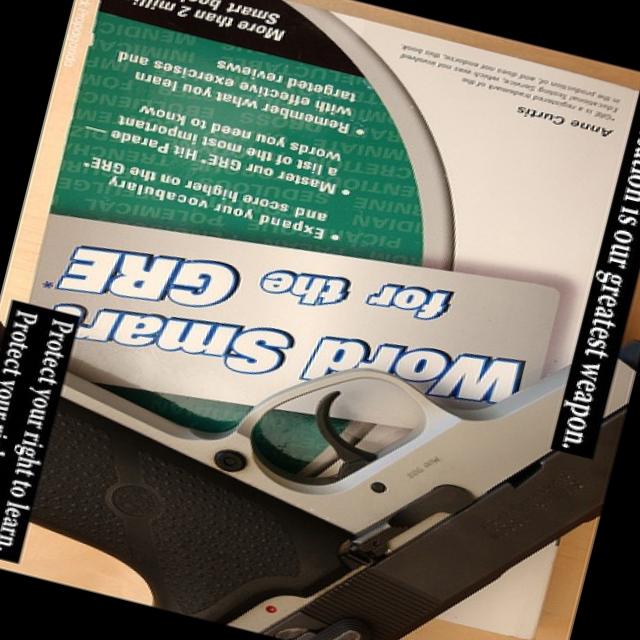 Word Smart
for the GRE*
• Expand your vocabulary
and score higher on the GRE*
• Master our GRE* Hit Parade —
a list of the most important
words you need to know
• Remember what you learn
with effective exercises and
targeted reviews
More than 2
Smart
Anne Curtis
*GRE is a registered trademark of the
Educational Testing Service, which was not involved
in the production of, and does not endorse, this book.
is our greatest weapon.
Protect your right to learn.
Protect your